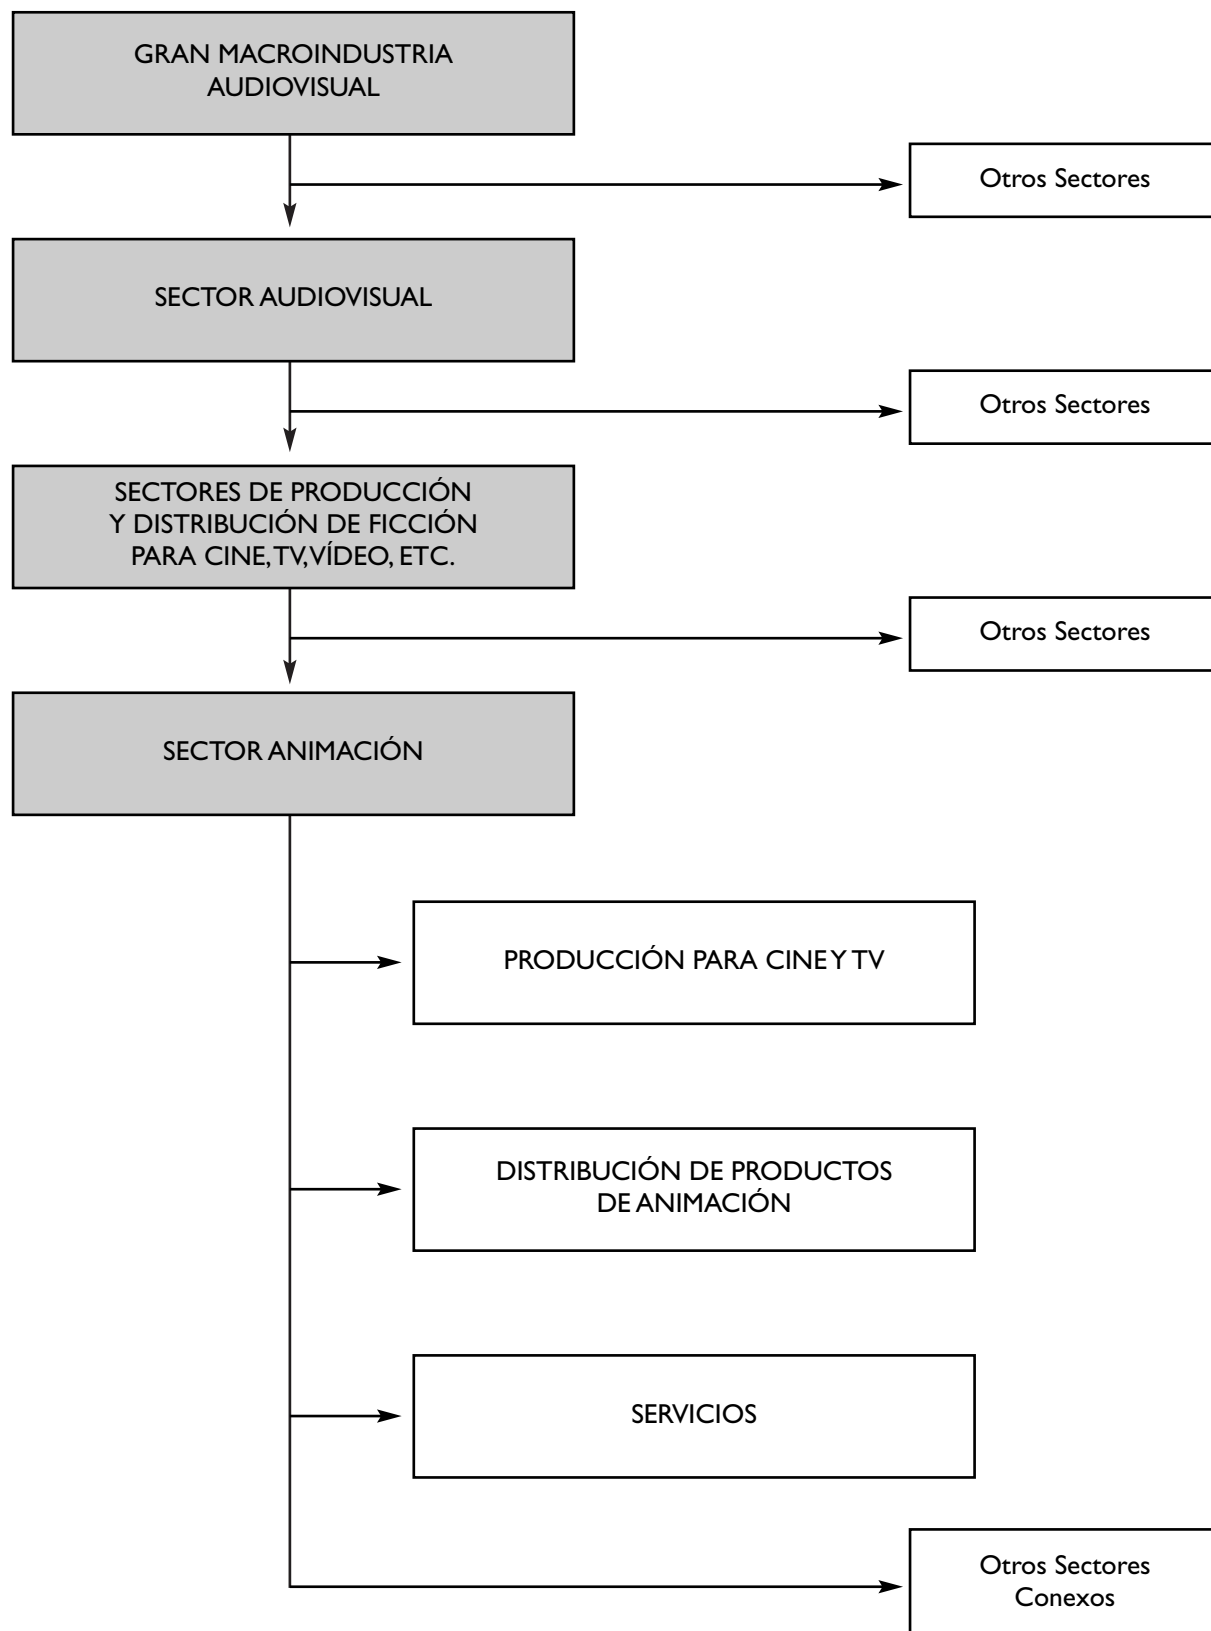 GRAN MACROINDUSTRIA
AUDIOVISUAL
Otros Sectores
SECTOR AUDIOVISUAL
Otros Sectores
SECTORES DE PRODUCCIÓN
Y DISTRIBUCIÓN DE FICCIÓN
PARA CINE, TV, VÍDEO, ETC.
Otros Sectores
SECTOR ANIMACIÓN
PRODUCCIÓN PARA CINE Y TV
DISTRIBUCIÓN DE PRODUCTOS
DE ANIMACIÓN
SERVICIOS
Otros Sectores
Conexos